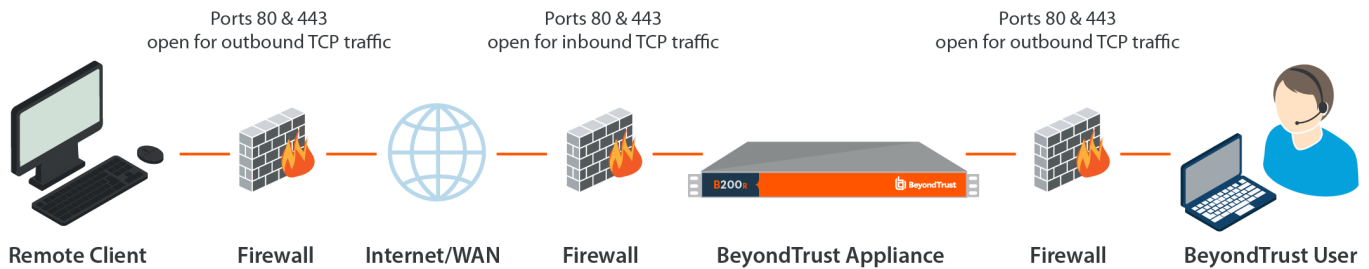 Ports 80 & 443
open for outbound TCP traffic
Ports 80 & 443
open for inbound TCP traffic
Ports 80 & 443
open for outbound TCP traffic
B200R
BeyondTrust
Remote Client
Firewall
Internet/WAN
Firewall
BeyondTrust Appliance
Firewall
BeyondTrust User